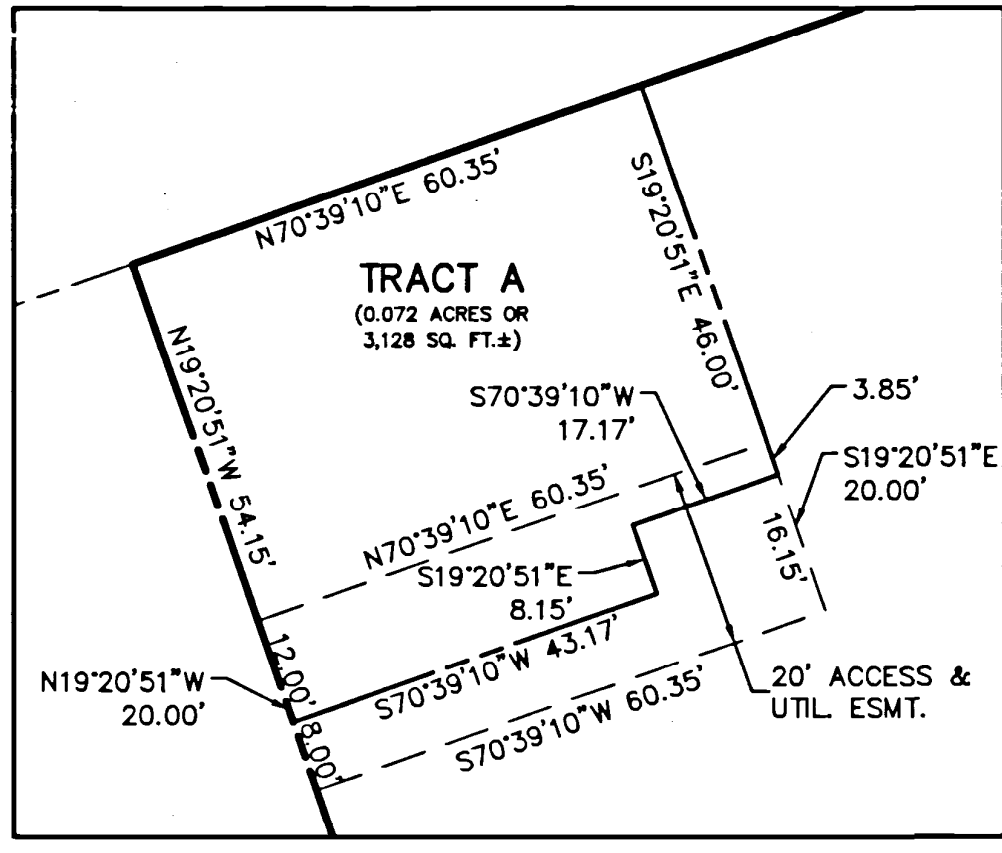 N70°39'10"E 60.35'
S19°20'51"E 46.00'
TRACT A
(0.072 ACRES OR
3,128 SQ. FT.±)
N19°20'51"W 54.15'
S70°39'10"W
17.17'
3.85'
S19°20'51"E
20.00'
N70°39'10"E 60.35'
16.15'
S19°20'51"E
8.15'
12.00'
S70°39'10"W 43.17'
N19°20'51"W
20.00'
8.00'
S70°39'10"W 60.35'
20' ACCESS &
UTIL. ESMT.